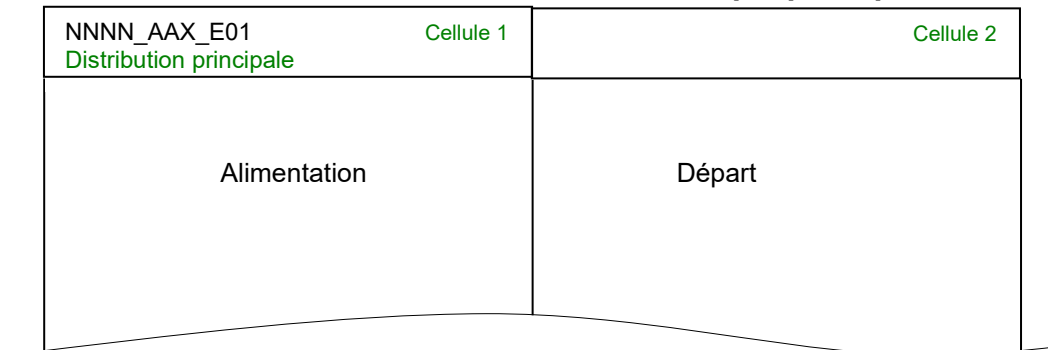 NNNN_AAX_E01 Cellule 1
Distribution principale
Cellule 2
Alimentation
Départ